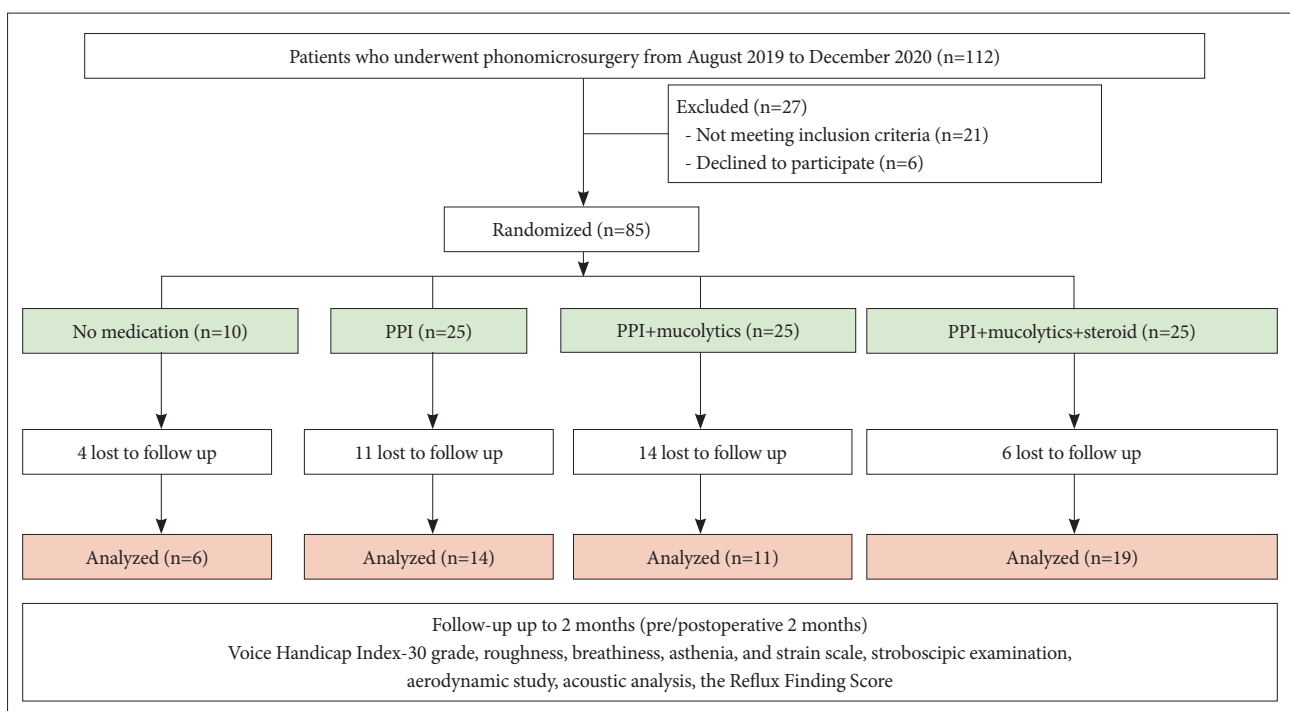 Patients who underwent phonomicrosurgery from August 2019 to December 2020 (n=112)
Excluded (n=27)
- Not meeting inclusion criteria (n=21)
- Declined to participate (n=6)
Randomized (n=85)
No medication (n=10)
PPI (n=25)
PPI+mucolytics (n=25)
PPI+mucolytics+steroid (n=25)
4 lost to follow up
11 lost to follow up
14 lost to follow up
6 lost to follow up
Analyzed (n=6)
Analyzed (n=14)
Analyzed (n=11)
Analyzed (n=19)
Follow-up up to 2 months (pre/postoperative 2 months)
Voice Handicap Index-30 grade, roughness, breathiness, asthenia, and strain scale, stroboscipic examination,
aerodynamic study, acoustic analysis, the Reflux Finding Score